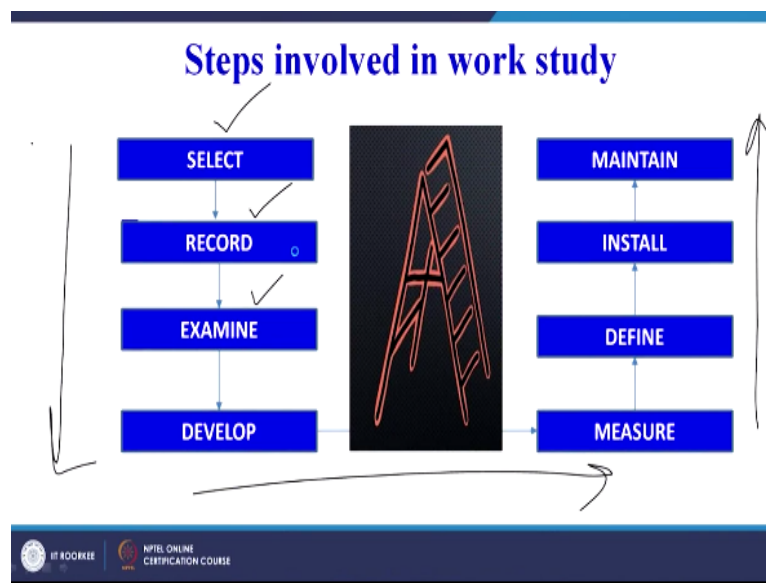 Steps involved in work study
SELECT
RECORD
EXAMINE
DEVELOP
MEASURE
DEFINE
INSTALL
MAINTAIN
IIT ROORKEE
NPTEL ONLINE
CERTIFICATION COURSE